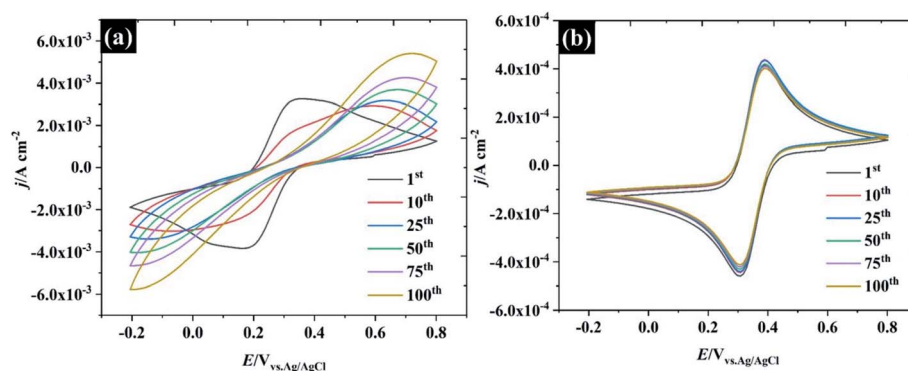 (a)
j/A cm⁻²
6.0x10⁻³
4.0x10⁻³
2.0x10⁻³
0.0
-2.0x10⁻³
-4.0x10⁻³
-6.0x10⁻³
1ˢᵗ
10ᵗʰ
25ᵗʰ
50ᵗʰ
75ᵗʰ
100ᵗʰ
-0.2 0.0 0.2 0.4 0.6 0.8
E/V vs.Ag/AgCl
(b)
j/A cm⁻²
6.0x10⁻⁴
4.0x10⁻⁴
2.0x10⁻⁴
0.0
-2.0x10⁻⁴
-4.0x10⁻⁴
-6.0x10⁻⁴
1ˢᵗ
10ᵗʰ
25ᵗʰ
50ᵗʰ
75ᵗʰ
100ᵗʰ
-0.2 0.0 0.2 0.4 0.6 0.8
E/V vs.Ag/AgCl